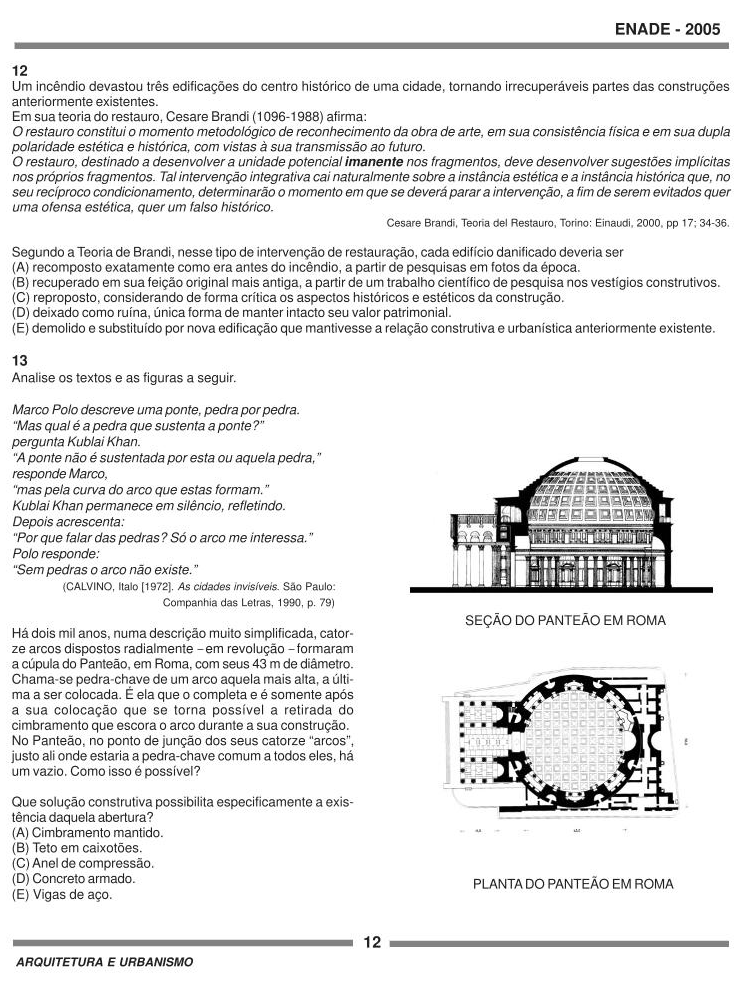 ENADE - 2005
12
Um incêndio devastou três edificações do centro histórico de uma cidade, tornando irrecuperáveis partes das construções
anteriormente existentes.
Em sua teoria do restauro, Cesare Brandi (1096-1988) afirma:
O restauro constitui o momento metodológico de reconhecimento da obra de arte, em sua consistência física e em sua dupla
polaridade estética e histórica, com vistas à sua transmissão ao futuro.
O restauro, destinado a desenvolver a unidade potencial imanente nos fragmentos, deve desenvolver sugestões implícitas
nos próprios fragmentos. Tal intervenção integrativa cai naturalmente sobre a instância estética e a instância histórica que, no
seu recíproco condicionamento, determinarão o momento em que se deverá parar a intervenção, a fim de serem evitados quer
uma ofensa estética, quer um falso histórico.
Cesare Brandi, Teoria del Restauro, Torino: Einaudi, 2000, pp 17; 34-36.
Segundo a Teoria de Brandi, nesse tipo de intervenção de restauração, cada edifício danificado deveria ser
(A) recomposto exatamente como era antes do incêndio, a partir de pesquisas em fotos da época.
(B) recuperado em sua feição original mais antiga, a partir de um trabalho científico de pesquisa nos vestígios construtivos.
(C) reproposto, considerando de forma crítica os aspectos históricos e estéticos da construção.
(D) deixado como ruína, única forma de manter intacto seu valor patrimonial.
(E) demolido e substituído por nova edificação que mantivesse a relação construtiva e urbanística anteriormente existente.
13
Analise os textos e as figuras a seguir.
Marco Polo descreve uma ponte, pedra por pedra.
“Mas qual é a pedra que sustenta a ponte?”
pergunta Kublai Khan.
“A ponte não é sustentada por esta ou aquela pedra,”
responde Marco,
“mas pela curva do arco que estas formam.”
Kublai Khan permanece em silêncio, refletindo.
Depois acrescenta:
“Por que falar das pedras? Só o arco me interessa.”
Polo responde:
“Sem pedras o arco não existe.”
(CALVINO, Italo [1972]. As cidades invisíveis. São Paulo:
Companhia das Letras, 1990, p. 79)
Há dois mil anos, numa descrição muito simplificada, cator-
ze arcos dispostos radialmente – em revolução – formaram
a cúpula do Panteão, em Roma, com seus 43 m de diâmetro.
Chama-se pedra-chave de um arco aquela mais alta, a últi-
ma a ser colocada. É ela que o completa e é somente após
a sua colocação que se torna possível a retirada do
cimbramento que escora o arco durante a sua construção.
No Panteão, no ponto de junção dos seus catorze “arcos”,
justo ali onde estaria a pedra-chave comum a todos eles, há
um vazio. Como isso é possível?
Que solução construtiva possibilita especificamente a exis-
tência daquela abertura?
(A) Cimbramento mantido.
(B) Teto em caixotões.
(C) Anel de compressão.
(D) Concreto armado.
(E) Vigas de aço.
SEÇÃO DO PANTEÃO EM ROMA
PLANTA DO PANTEÃO EM ROMA
12
ARQUITETURA E URBANISMO